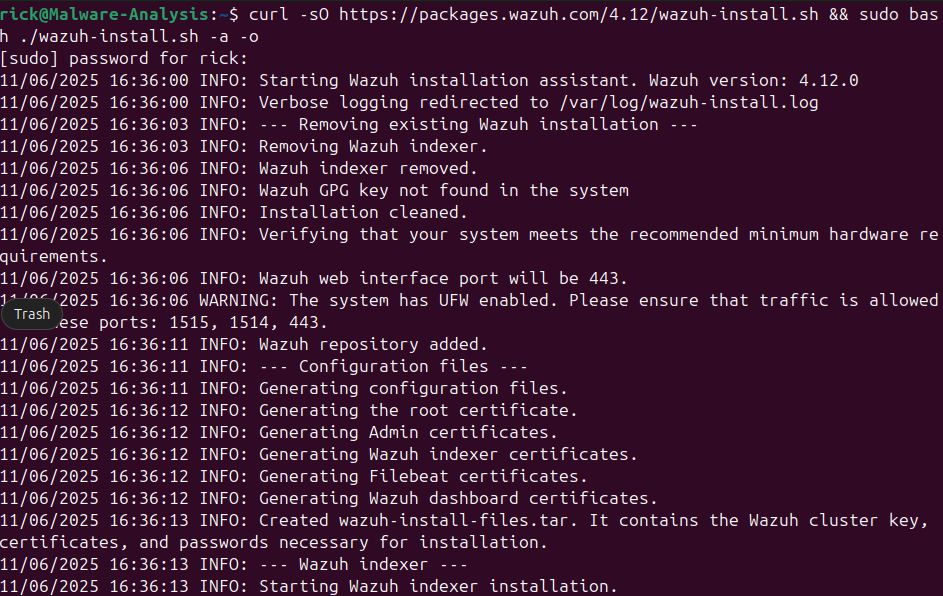 rick@Malware-Analysis:~$ curl -sO https://packages.wazuh.com/4.12/wazuh-install.sh && sudo bas
h ./wazuh-install.sh -a -o
[sudo] password for rick:
11/06/2025 16:36:00 INFO: Starting Wazuh installation assistant. Wazuh version: 4.12.0
11/06/2025 16:36:00 INFO: Verbose logging redirected to /var/log/wazuh-install.log
11/06/2025 16:36:03 INFO: --- Removing existing Wazuh installation ---
11/06/2025 16:36:03 INFO: Removing Wazuh indexer.
11/06/2025 16:36:06 INFO: Wazuh indexer removed.
11/06/2025 16:36:06 INFO: Wazuh GPG key not found in the system
11/06/2025 16:36:06 INFO: Installation cleaned.
11/06/2025 16:36:06 INFO: Verifying that your system meets the recommended minimum hardware re
quirements.
11/06/2025 16:36:06 INFO: Wazuh web interface port will be 443.
11/06/2025 16:36:06 WARNING: The system has UFW enabled. Please ensure that traffic is allowed
Trash
ese ports: 1515, 1514, 443.
11/06/2025 16:36:11 INFO: Wazuh repository added.
11/06/2025 16:36:11 INFO: --- Configuration files ---
11/06/2025 16:36:11 INFO: Generating configuration files.
11/06/2025 16:36:12 INFO: Generating the root certificate.
11/06/2025 16:36:12 INFO: Generating Admin certificates.
11/06/2025 16:36:12 INFO: Generating Wazuh indexer certificates.
11/06/2025 16:36:12 INFO: Generating Filebeat certificates.
11/06/2025 16:36:12 INFO: Generating Wazuh dashboard certificates.
11/06/2025 16:36:13 INFO: Created wazuh-install-files.tar. It contains the Wazuh cluster key,
certificates, and passwords necessary for installation.
11/06/2025 16:36:13 INFO: --- Wazuh indexer ---
11/06/2025 16:36:13 INFO: Starting Wazuh indexer installation.